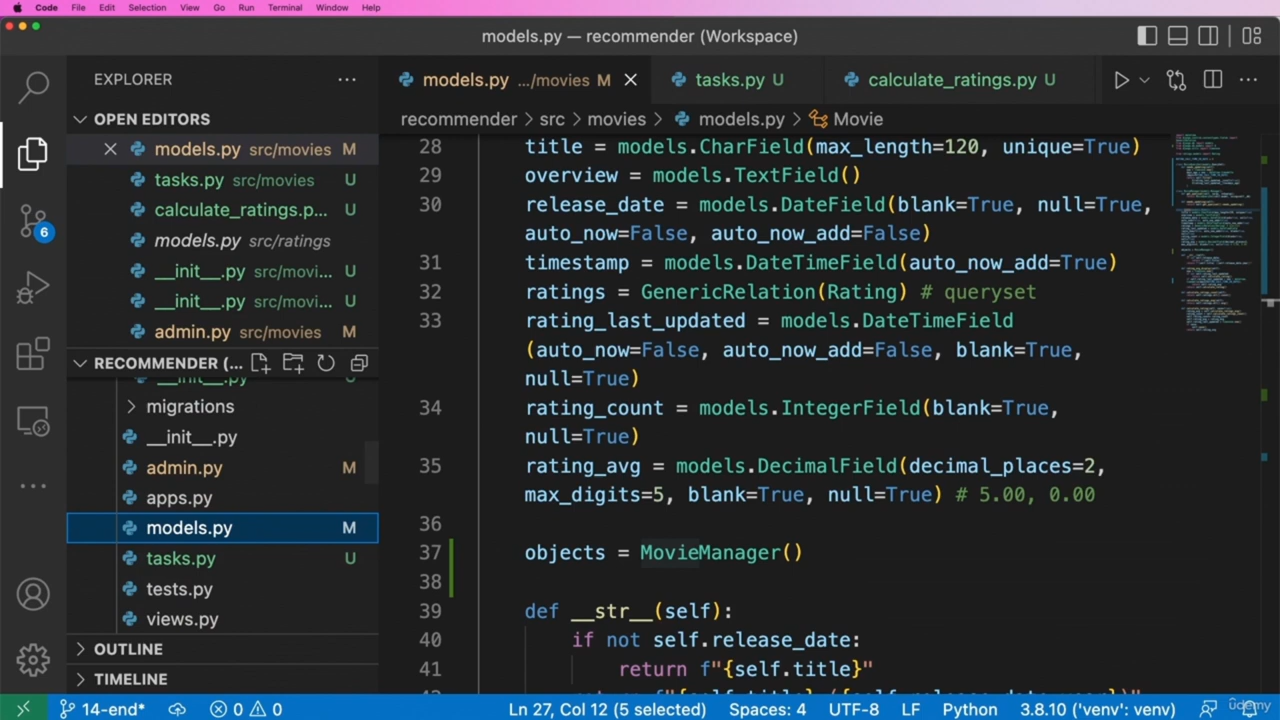 Code File Edit Selection View Go Run Terminal Window Help
models.py — recommender (Workspace)
EXPLORER
models.py .../movies M
tasks.py U
calculate_ratings.py U
OPEN EDITORS
recommender > src > movies > models.py > Movie
models.py src/movies M
tasks.py src/movies U
calculate_ratings.p... U
models.py src/ratings
__init__.py src/movie... U
__init__.py src/movie... U
admin.py src/movies M
RECOMMENDER (...
__init__.py
migrations
__init__.py
admin.py M
apps.py
models.py M
tasks.py U
tests.py
views.py
OUTLINE
TIMELINE
28 title = models.CharField(max_length=120, unique=True)
29 overview = models.TextField()
30 release_date = models.DateField(blank=True, null=True,
auto_now=False, auto_now_add=False)
31 timestamp = models.DateTimeField(auto_now_add=True)
32 ratings = GenericRelation(Rating) # queryset
33 rating_last_updated = models.DateTimeField
(auto_now=False, auto_now_add=False, blank=True,
null=True)
34 rating_count = models.IntegerField(blank=True,
null=True)
35 rating_avg = models.DecimalField(decimal_places=2,
max_digits=5, blank=True, null=True) # 5.00, 0.00
36
37 objects = MovieManager()
38
39 def __str__(self):
40 if not self.release_date:
41 return f"{self.title}"
6
14-end* 0 0 Ln 27, Col 12 (5 selected) Spaces: 4 UTF-8 LF Python 3.8.10 ('venv': venv)
udemy